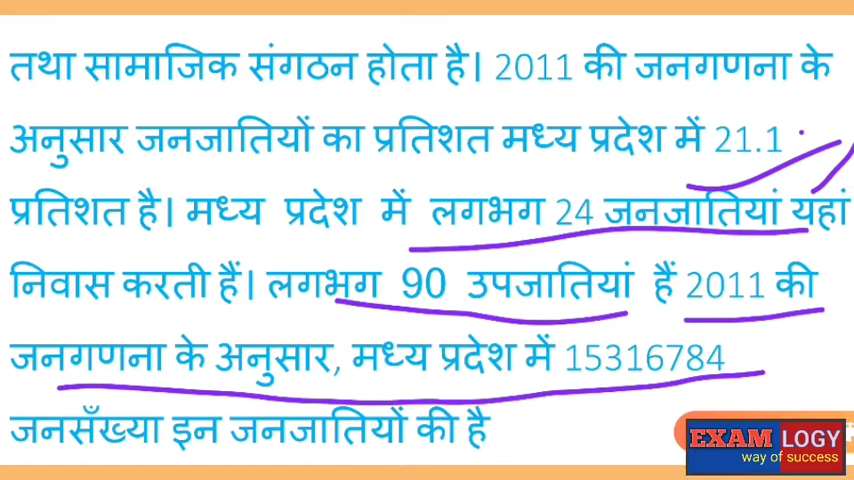 तथा सामाजिक संगठन होता है। 2011 की जनगणना के
अनुसार जनजातियों का प्रतिशत मध्य प्रदेश में 21.1
प्रतिशत है। मध्य प्रदेश में लगभग 24 जनजातियां यहां
निवास करती हैं। लगभग 90 उपजातियां हैं 2011 की
जनगणना के अनुसार, मध्य प्रदेश में 15316784
जनसँख्या इन जनजातियों की है
EXAM LOGY
way of success